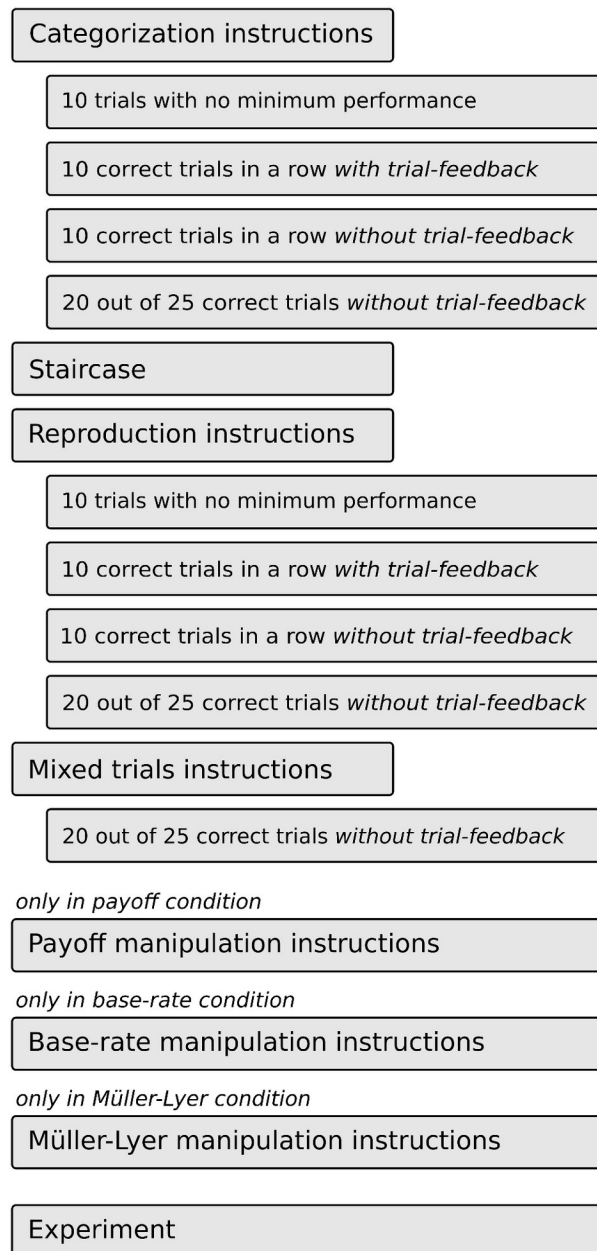 Categorization instructions
10 trials with no minimum performance
10 correct trials in a row with trial-feedback
10 correct trials in a row without trial-feedback
20 out of 25 correct trials without trial-feedback
Staircase
Reproduction instructions
10 trials with no minimum performance
10 correct trials in a row with trial-feedback
10 correct trials in a row without trial-feedback
20 out of 25 correct trials without trial-feedback
Mixed trials instructions
20 out of 25 correct trials without trial-feedback
only in payoff condition
Payoff manipulation instructions
only in base-rate condition
Base-rate manipulation instructions
only in Müller-Lyer condition
Müller-Lyer manipulation instructions
Experiment